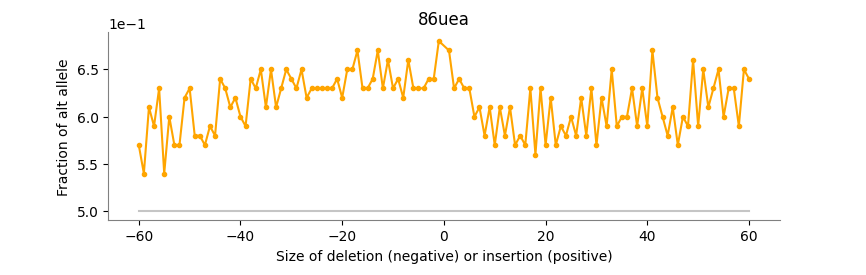 86uea
1e−1
Fraction of alt allele
6.5
6.0
5.5
5.0
−60
−40
−20
0
20
40
60
Size of deletion (negative) or insertion (positive)